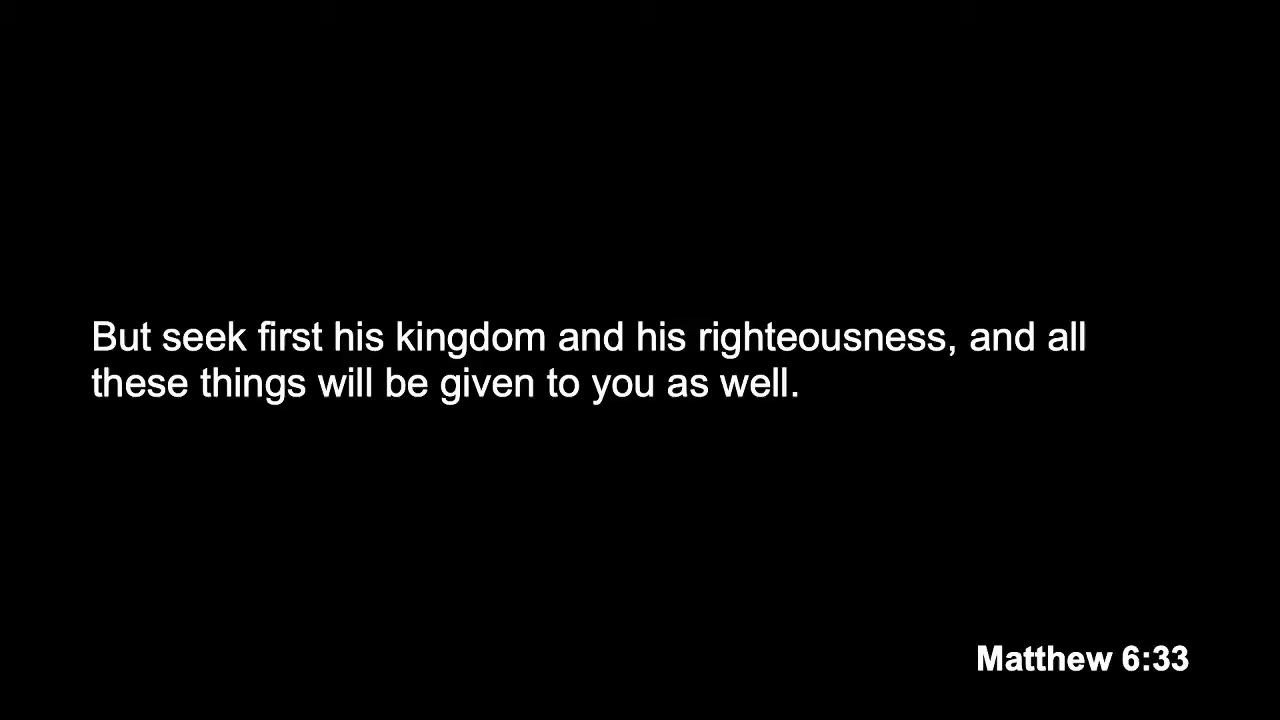 But seek first his kingdom and his righteousness, and all
these things will be given to you as well.
Matthew 6:33